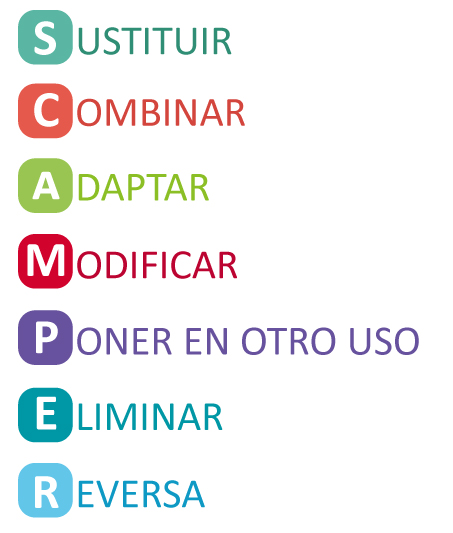 SUSTITUIR
COMBINAR
ADAPTAR
MODIFICAR
PONER EN OTRO USO
ELIMINAR
REVERSA